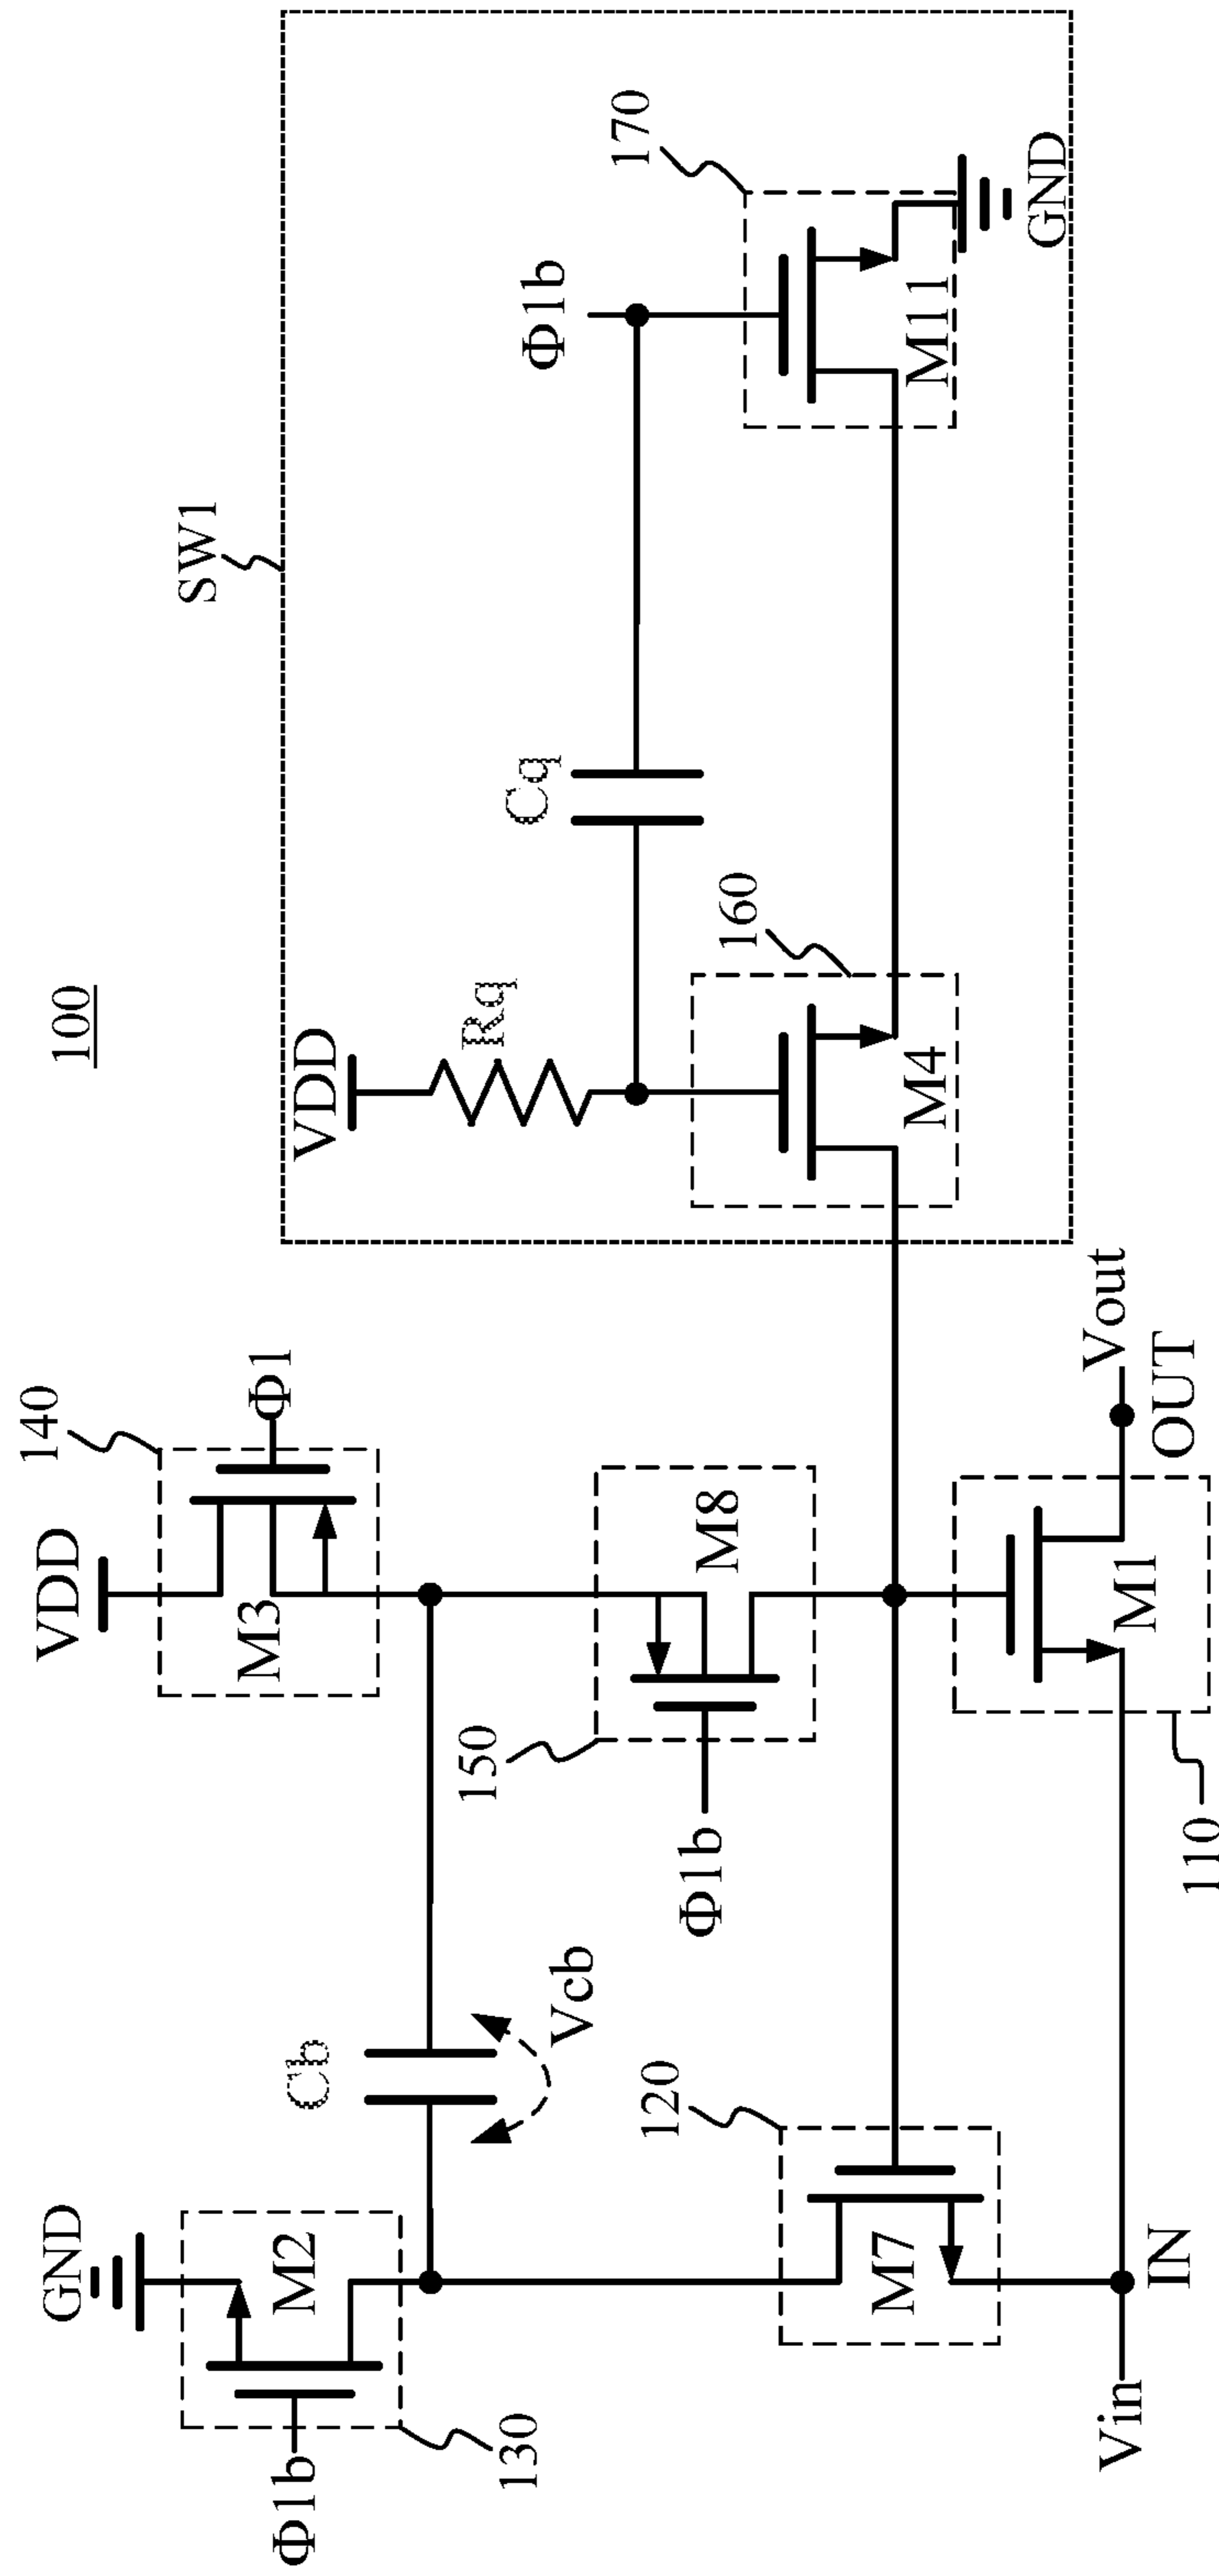 100
SW1
140
VDD
Φ1
M3
GND
Φ1b
M2
130
Cb
Vcb
150
Φ1b
M8
VDD
Rq
Cq
Φ1b
160
M4
170
M11
GND
120
M7
M1
110
Vin
IN
Vout
OUT